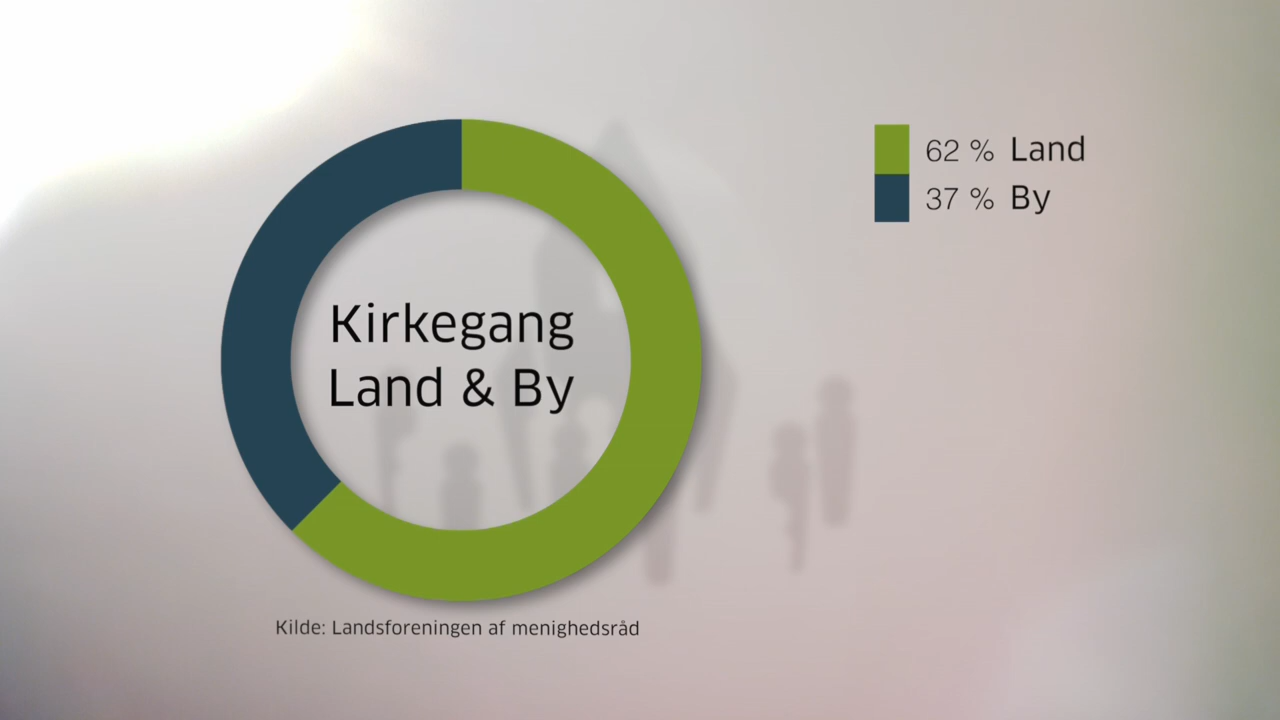 Kirkegang
Land & By
62 % Land
37 % By
Kilde: Landsforeningen af menighedsråd